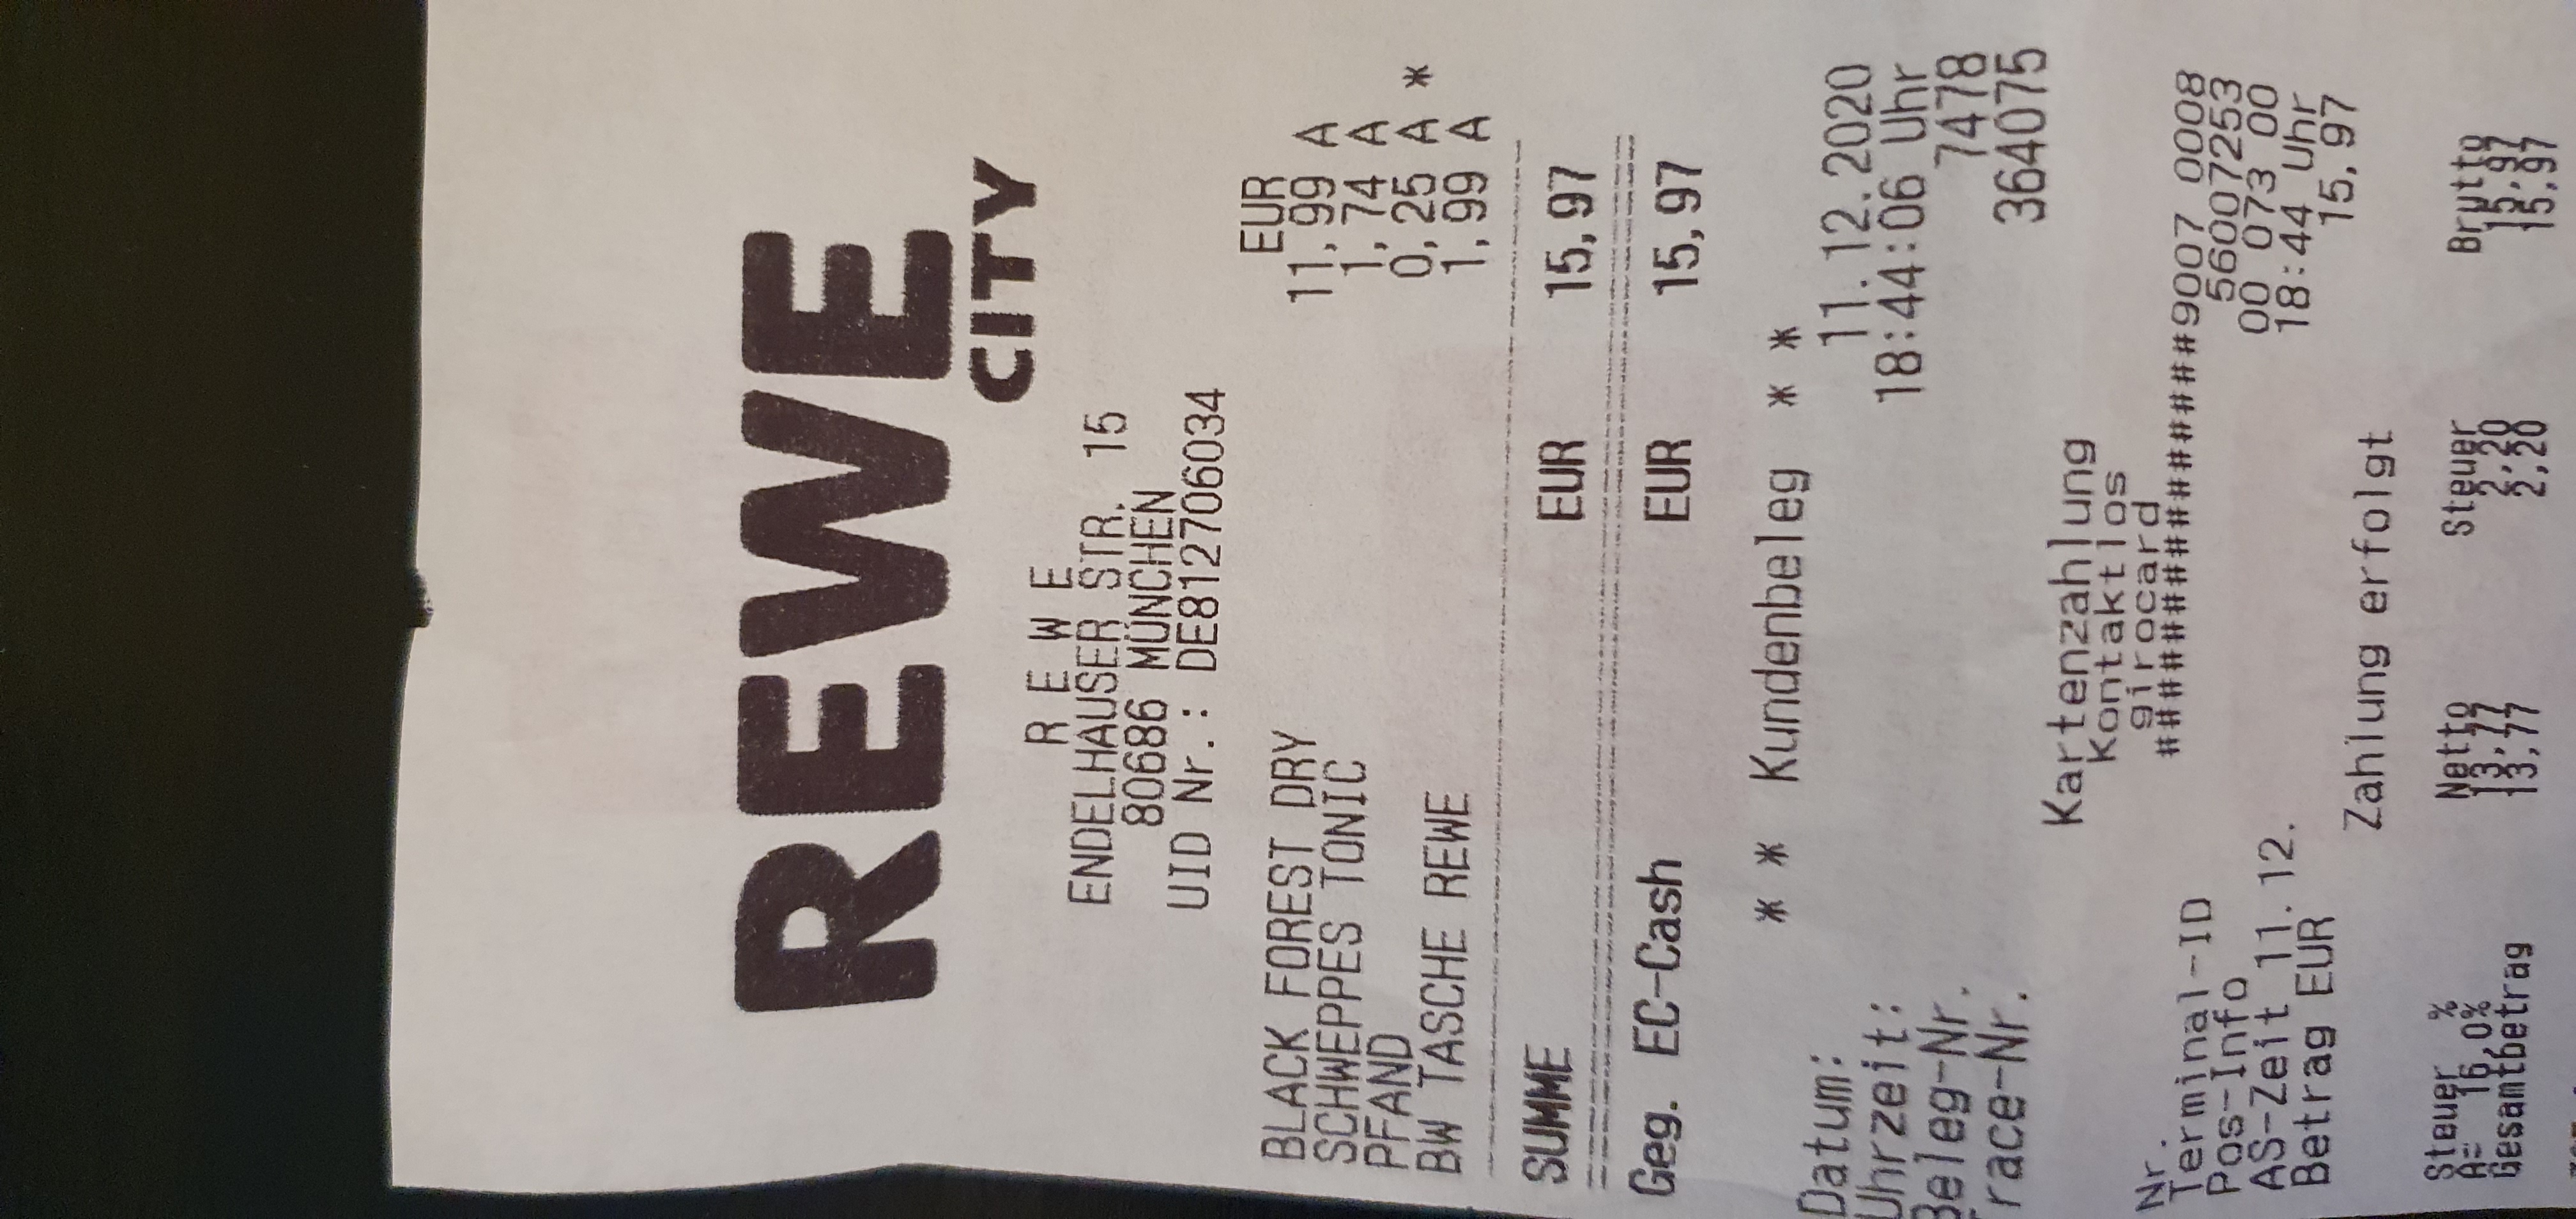 REWE
CITY
R E W E
ENDELHAUSER STR. 15
80686 MÜNCHEN
UID Nr.: DE812706034
EUR
BLACK FOREST DRY 11,99 A
SCHWEPPES TONIC 1,74 A
PFAND 0,25 A *
BW TASCHE REWE 1,99 A
SUMME EUR 15,97
Geg. EC-Cash EUR 15,97
* * Kundenbeleg * *
Datum: 11.12.2020
Uhrzeit: 18:44:06 Uhr
Beleg-Nr. 7478
Trace-Nr. 364075
Kartenzahlung
Kontaktlos
girocard
Nr. ###############9007 0008
Terminal-ID 56007253
Pos-Info 00 073 00
AS-Zeit 11.12. 18:44 Uhr
Betrag EUR 15,97
Zahlung erfolgt
Steuer % Netto Steuer Brutto
A= 16,0% 13,77 2,20 15,97
Gesamtbetrag 13,77 2,20 15,97